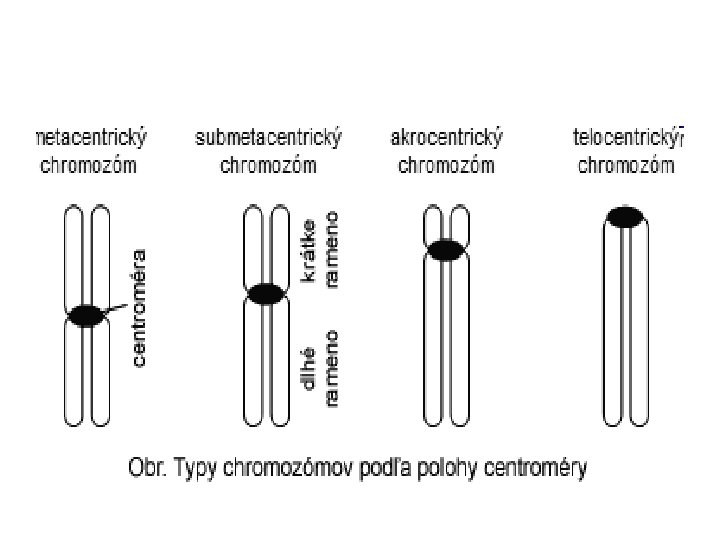 metacentrický
chromozóm
submetacentrický
chromozóm
akrocentrický
chromozóm
telocentrický
chromozóm
centroméra
krátke
rameno
dlhé
rameno
Obr. Typy chromozómov podľa polohy centroméry